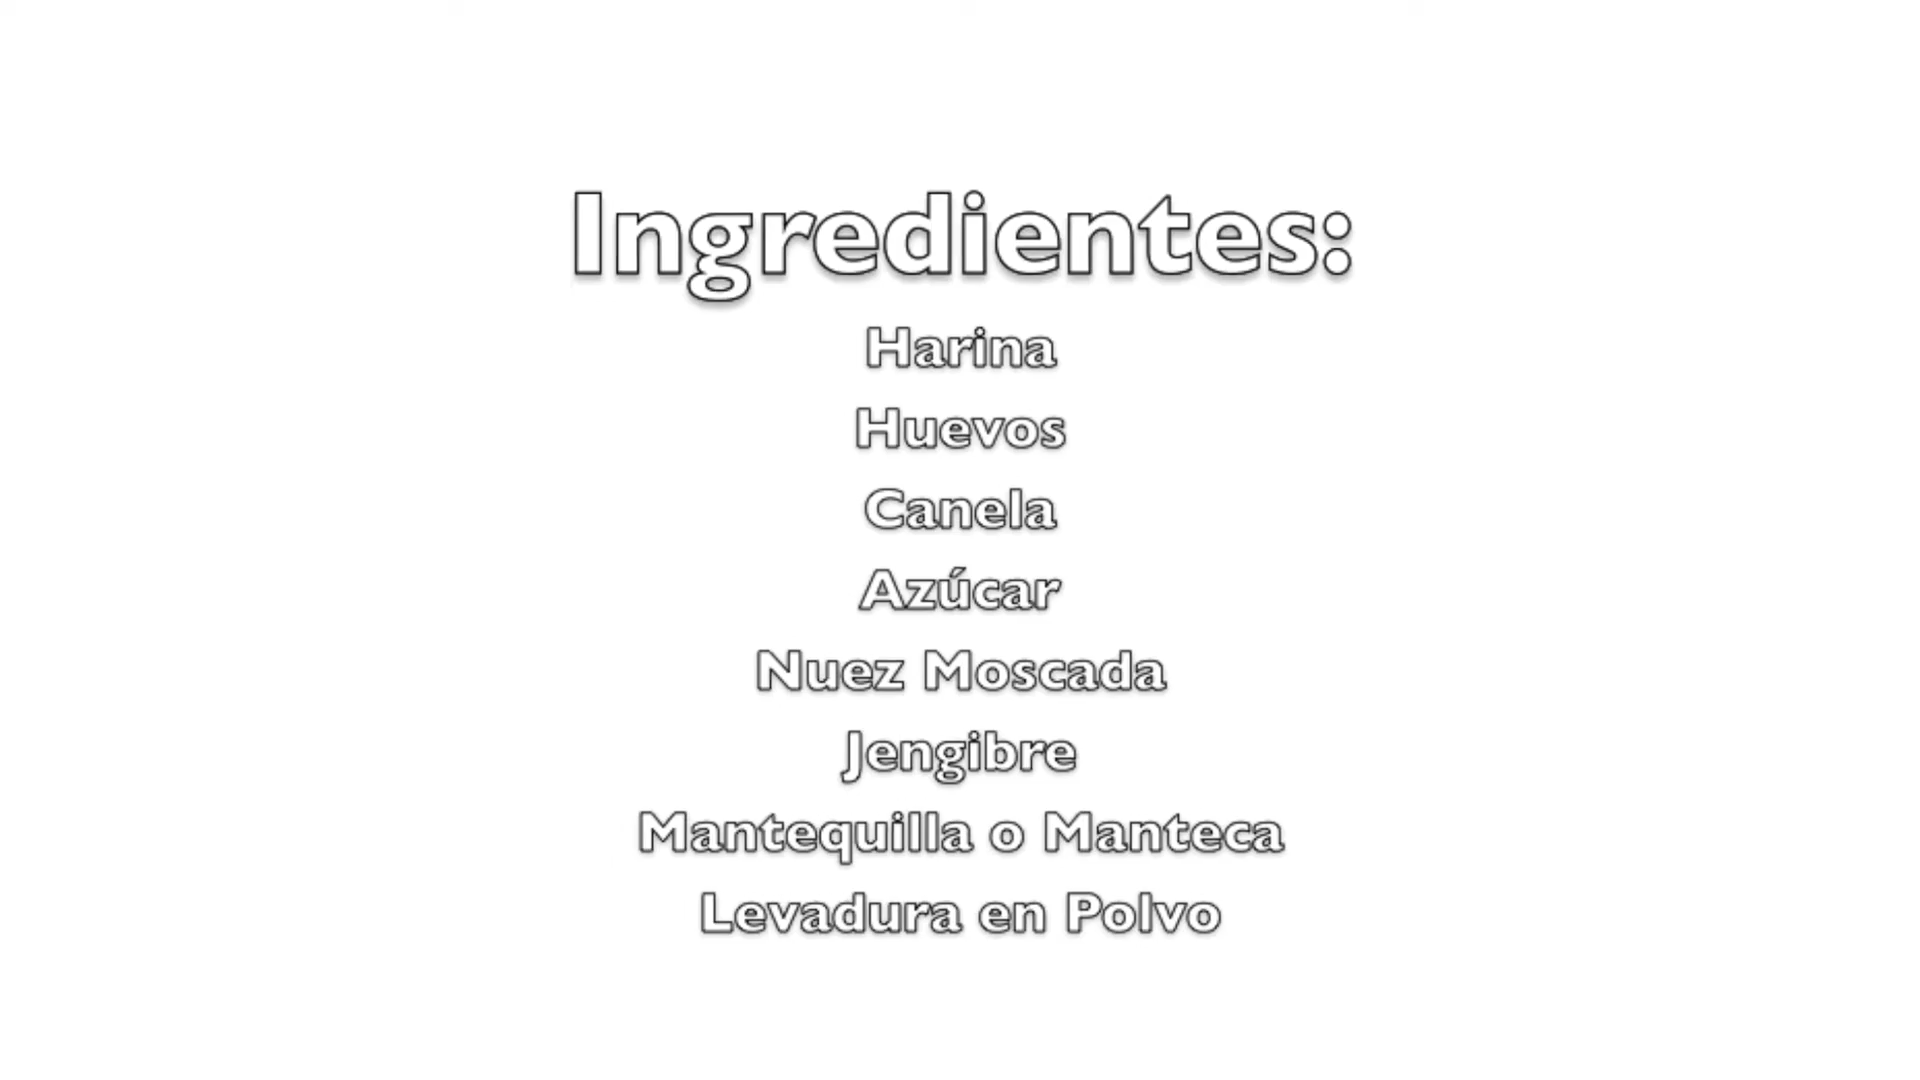 Ingredientes:
Harina
Huevos
Canela
Azúcar
Nuez Moscada
Jengibre
Mantequilla o Manteca
Levadura en Polvo